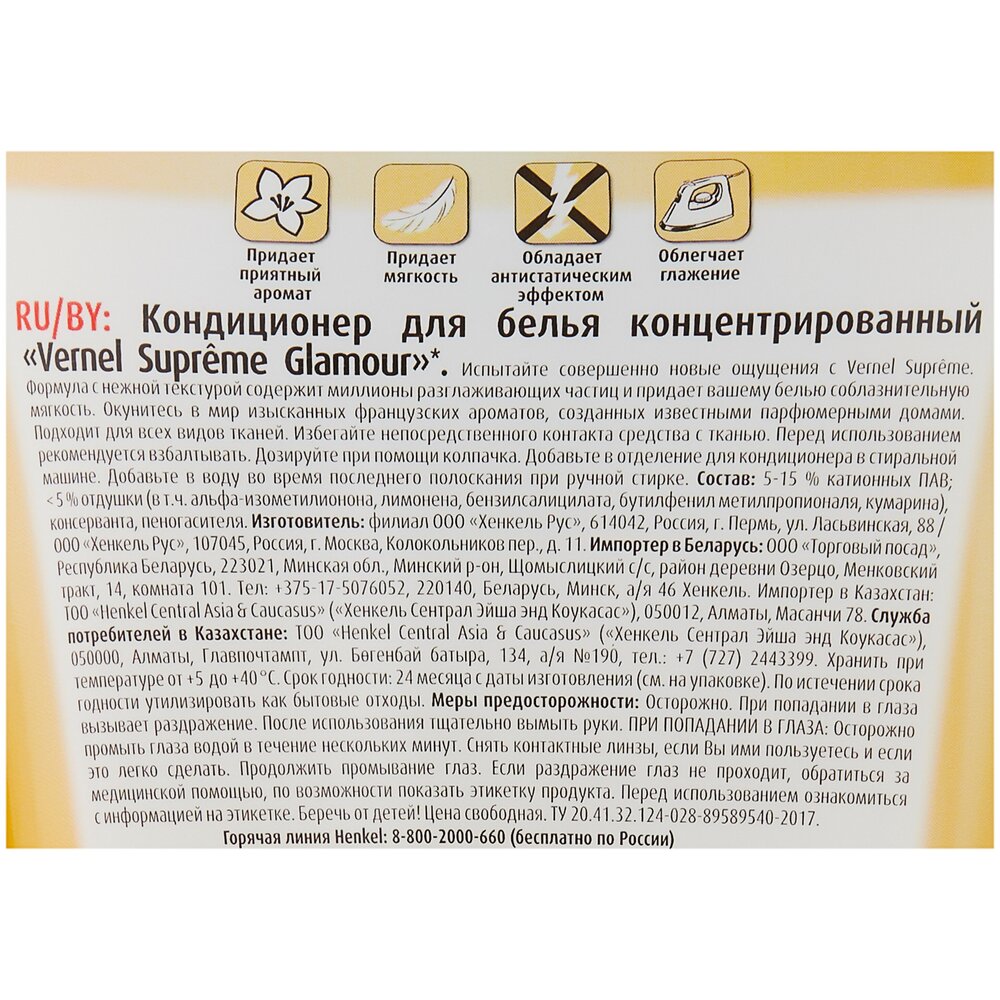 Придает
приятный
аромат
Придает
мягкость
Обладает
антистатическим
эффектом
Облегчает
глажение
RU/BY: Кондиционер для белья концентрированный
«Vernel Suprême Glamour»*. Испытайте совершенно новые ощущения с Vernel Suprême.
Формула с нежной текстурой содержит миллионы разглаживающих частиц и придает вашему белью соблазнительную
мягкость. Окунитесь в мир изысканных французских ароматов, созданных известными парфюмерными домами.
Подходит для всех видов тканей. Избегайте непосредственного контакта средства с тканью. Перед использованием
рекомендуется взбалтывать. Дозируйте при помощи колпачка. Добавьте в отделение для кондиционера в стиральной
машине. Добавьте в воду во время последнего полоскания при ручной стирке. Состав: 5-15 % катионных ПАВ;
<5% отдушки (в т.ч. альфа-изометилионона, лимонена, бензилсалицилата, бутилфенил метилпропионаля, кумарина),
консерванта, пеногасителя. Изготовитель: филиал ООО «Хенкель Рус», 614042, Россия, г. Пермь, ул. Ласьвинская, 88 /
ООО «Хенкель Рус», 107045, Россия, г. Москва, Колокольников пер., д. 11. Импортер в Беларусь: ООО «Торговый посад»,
Республика Беларусь, 223021, Минская обл., Минский р-он, Щомыслицкий с/с, район деревни Озерцо, Менковский
тракт, 14, комната 101. Тел: +375-17-5076052, 220140, Беларусь, Минск, а/я 46 Хенкель. Импортер в Казахстан:
ТОО «Henkel Central Asia & Caucasus» («Хенкель Сентрал Эйша энд Коукасас»), 050012, Алматы, Масанчи 78. Служба
потребителей в Казахстане: ТОО «Henkel Central Asia & Caucasus» («Хенкель Сентрал Эйша энд Коукасас»),
050000, Алматы, Главпочтампт, ул. Бөгенбай батыра, 134, а/я №190, тел.: +7 (727) 2443399. Хранить при
температуре от +5 до +40°C. Срок годности: 24 месяца с даты изготовления (см. на упаковке). По истечении срока
годности утилизировать как бытовые отходы. Меры предосторожности: Осторожно. При попадании в глаза
вызывает раздражение. После использования тщательно вымыть руки. ПРИ ПОПАДАНИИ В ГЛАЗА: Осторожно
промыть глаза водой в течение нескольких минут. Снять контактные линзы, если Вы ими пользуетесь и если
это легко сделать. Продолжить промывание глаз. Если раздражение глаз не проходит, обратиться за
медицинской помощью, по возможности показать этикетку продукта. Перед использованием ознакомиться
с информацией на этикетке. Беречь от детей! Цена свободная. ТУ 20.41.32.124-028-89589540-2017.
Горячая линия Henkel: 8-800-2000-660 (бесплатно по России)